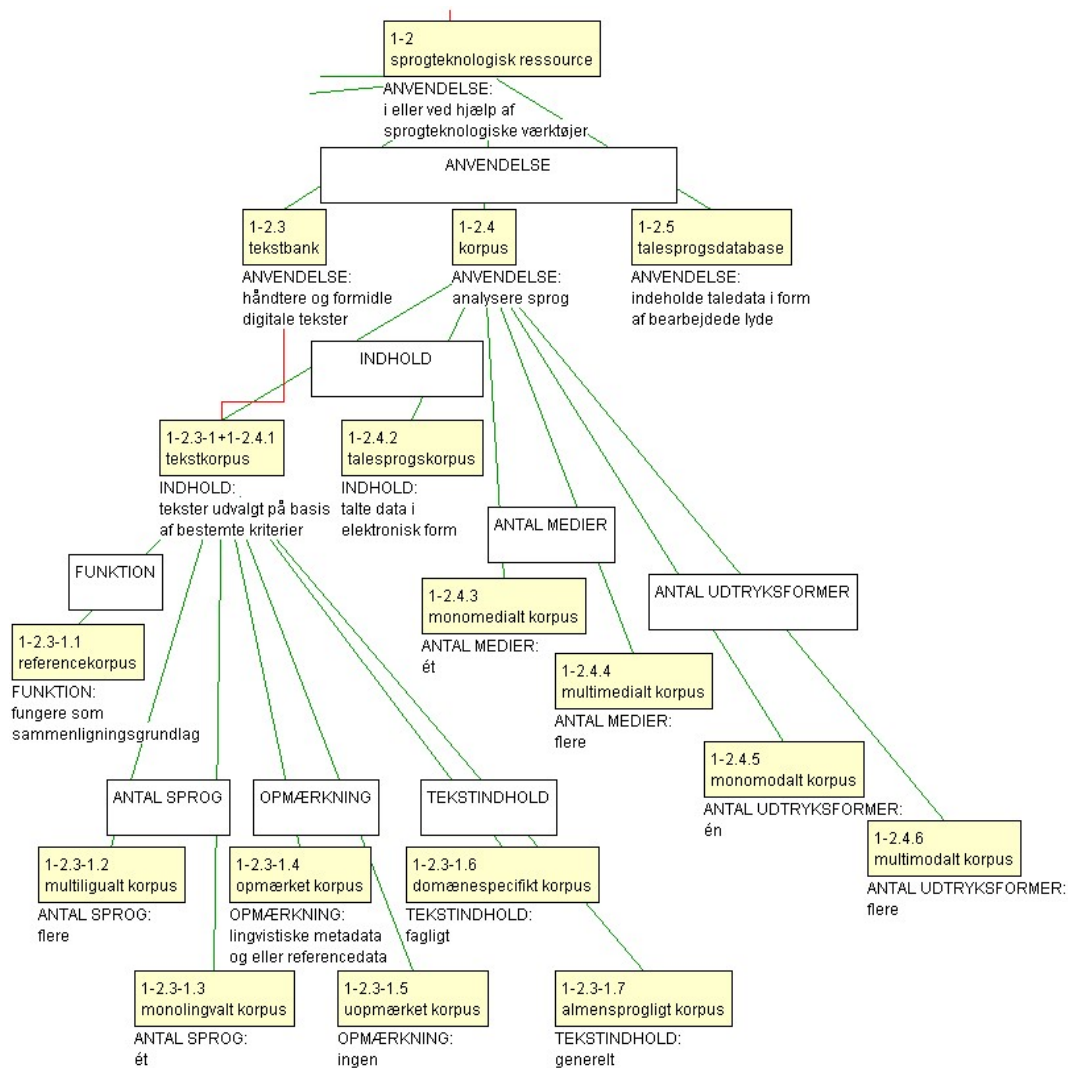 1-2
sprogteknologisk ressource
ANVENDELSE:
i eller ved hjælp af
sprogteknologiske værktøjer
ANVENDELSE
1-2.3
tekstbank
ANVENDELSE:
håndtere og formidle
digitale tekster
1-2.4
korpus
ANVENDELSE:
analysere sprog
1-2.5
talesprogsdatabase
ANVENDELSE:
indeholde taledata i form
af bearbejdede lyde
INDHOLD
1-2.3-1+1-2.4.1
tekstkorpus
INDHOLD:
tekster udvalgt på basis
af bestemte kriterier
1-2.4.2
talesprogskorpus
INDHOLD:
talte data i
elektronisk form
ANTAL MEDIER
1-2.4.3
monomedialt korpus
ANTAL MEDIER:
ét
1-2.4.4
multimedialt korpus
ANTAL MEDIER:
flere
ANTAL UDTRYKSFORMER
1-2.4.5
monomodalt korpus
ANTAL UDTRYKSFORMER:
én
1-2.4.6
multimodalt korpus
ANTAL UDTRYKSFORMER:
flere
FUNKTION
1-2.3-1.1
referencekorpus
FUNKTION:
fungere som
sammenligningsgrundlag
ANTAL SPROG
1-2.3-1.2
multiligualt korpus
ANTAL SPROG:
flere
1-2.3-1.3
monolingvalt korpus
ANTAL SPROG:
ét
OPMÆRKNING
1-2.3-1.4
opmærket korpus
OPMÆRKNING:
lingvistiske metadata
og eller referencedata
1-2.3-1.5
uopmærket korpus
OPMÆRKNING:
ingen
TEKSTINDHOLD
1-2.3-1.6
domænespecifikt korpus
TEKSTINDHOLD:
fagligt
1-2.3-1.7
almensprogligt korpus
TEKSTINDHOLD:
generelt